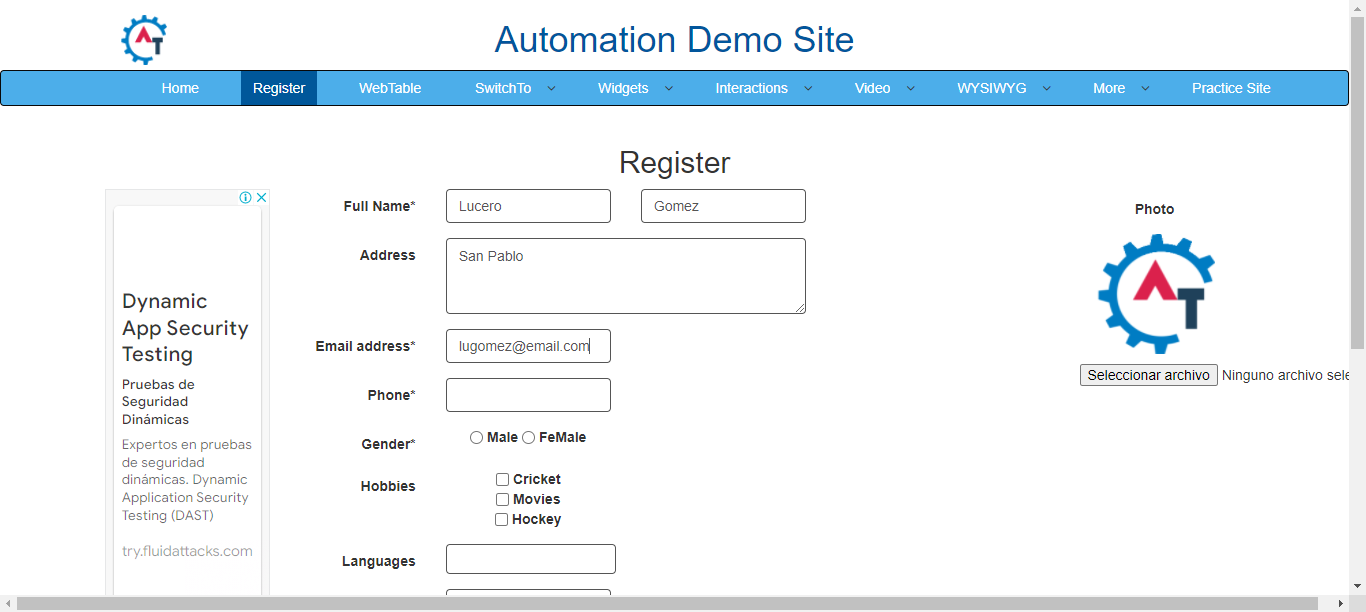 AT
Automation Demo Site
Home Register WebTable SwitchTo Widgets Interactions Video WYSIWYG More Practice Site
Register
Dynamic
App Security
Testing
Pruebas de
Seguridad
Dinámicas
Expertos en pruebas
de seguridad
dinámicas. Dynamic
Application Security
Testing (DAST)
try.fluidattacks.com
Full Name* Lucero Gomez
Address San Pablo
Email address* lugomez@email.com
Phone*
Gender* Male FeMale
Hobbies Cricket
Movies
Hockey
Languages
Photo
AT
Seleccionar archivo Ninguno archivo sele